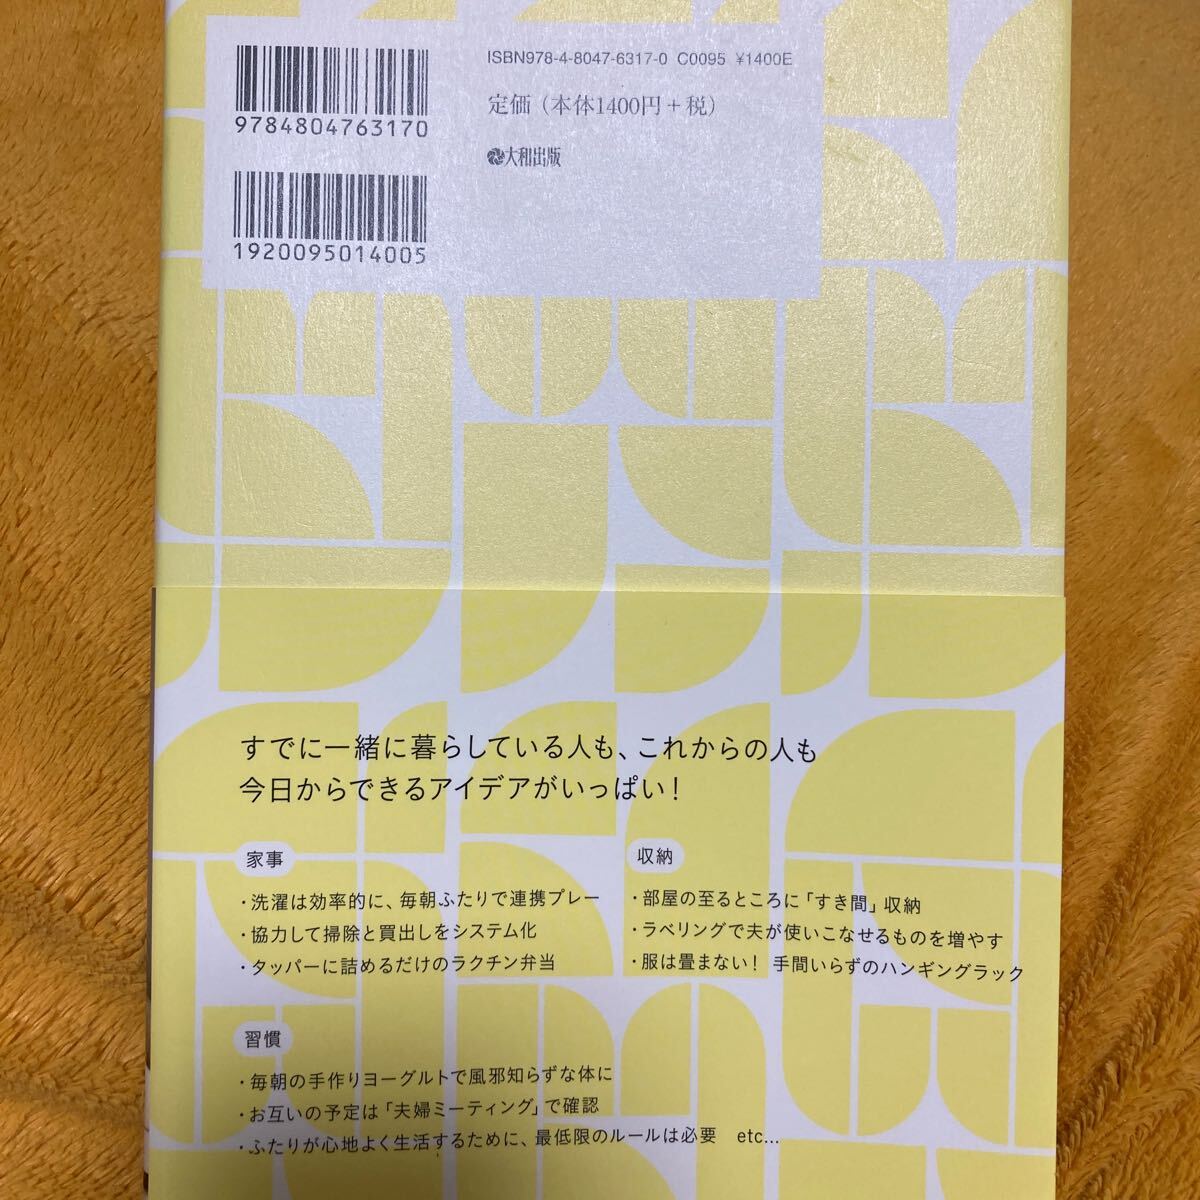 9784804763170
1920095014005
ISBN978-4-8047-6317-0 C0095 ¥1400E
定価（本体1400円＋税）
大和出版
すでに一緒に暮らしている人も、これからの人も
今日からできるアイデアがいっぱい！
家事
・洗濯は効率的に、毎朝ふたりで連携プレー
・協力して掃除と買出しをシステム化
・タッパーに詰めるだけのラクチン弁当
収納
・部屋の至るところに「すき間」収納
・ラベリングで夫が使いこなせるものを増やす
・服は畳まない！ 手間いらずのハンギングラック
習慣
・毎朝の手作りヨーグルトで風邪知らずな体に
・お互いの予定は「夫婦ミーティング」で確認
・ふたりが心地よく生活するために、最低限のルールは必要 etc...